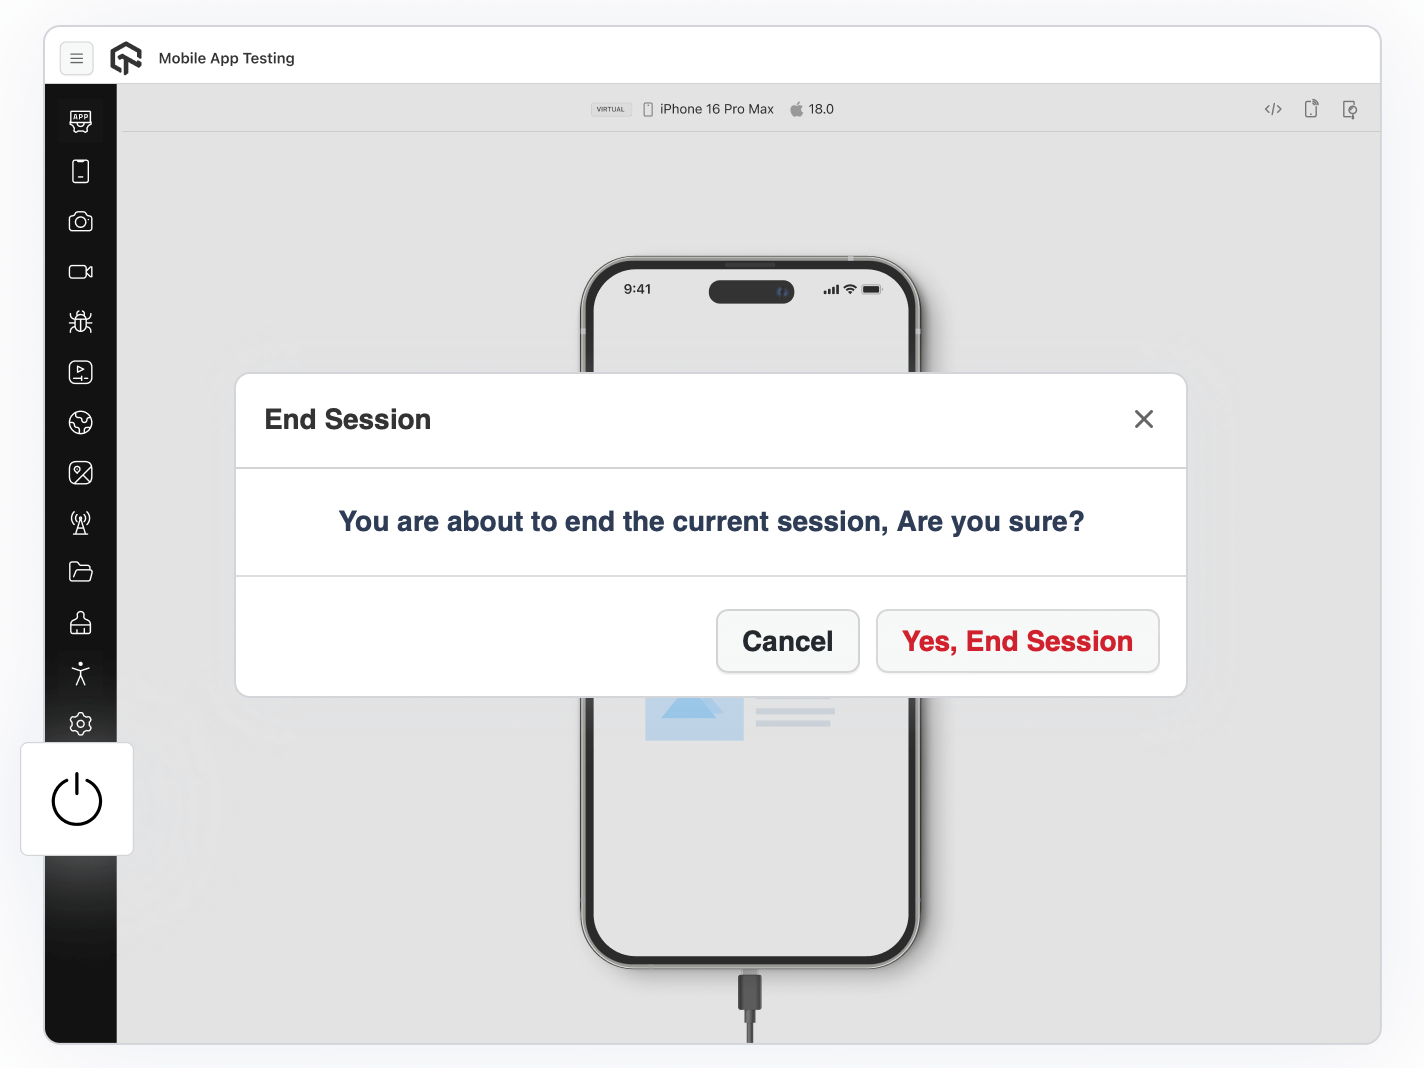 Mobile App Testing
VIRTUAL iPhone 16 Pro Max 18.0
APP
9:41
End Session
You are about to end the current session, Are you sure?
Cancel Yes, End Session